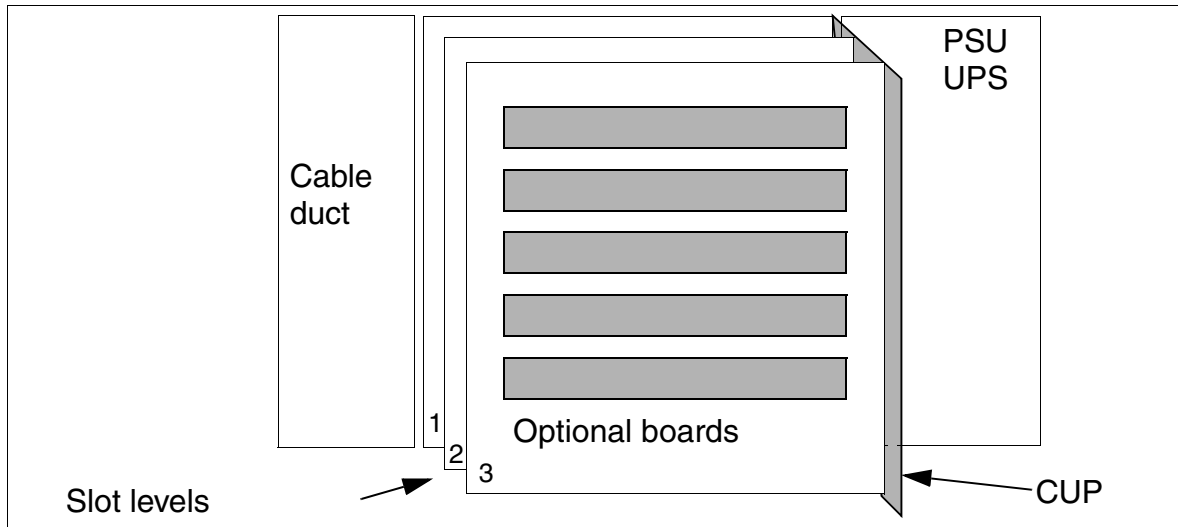 PSU
UPS
Cable
duct
1
2
3
Optional boards
Slot levels
CUP